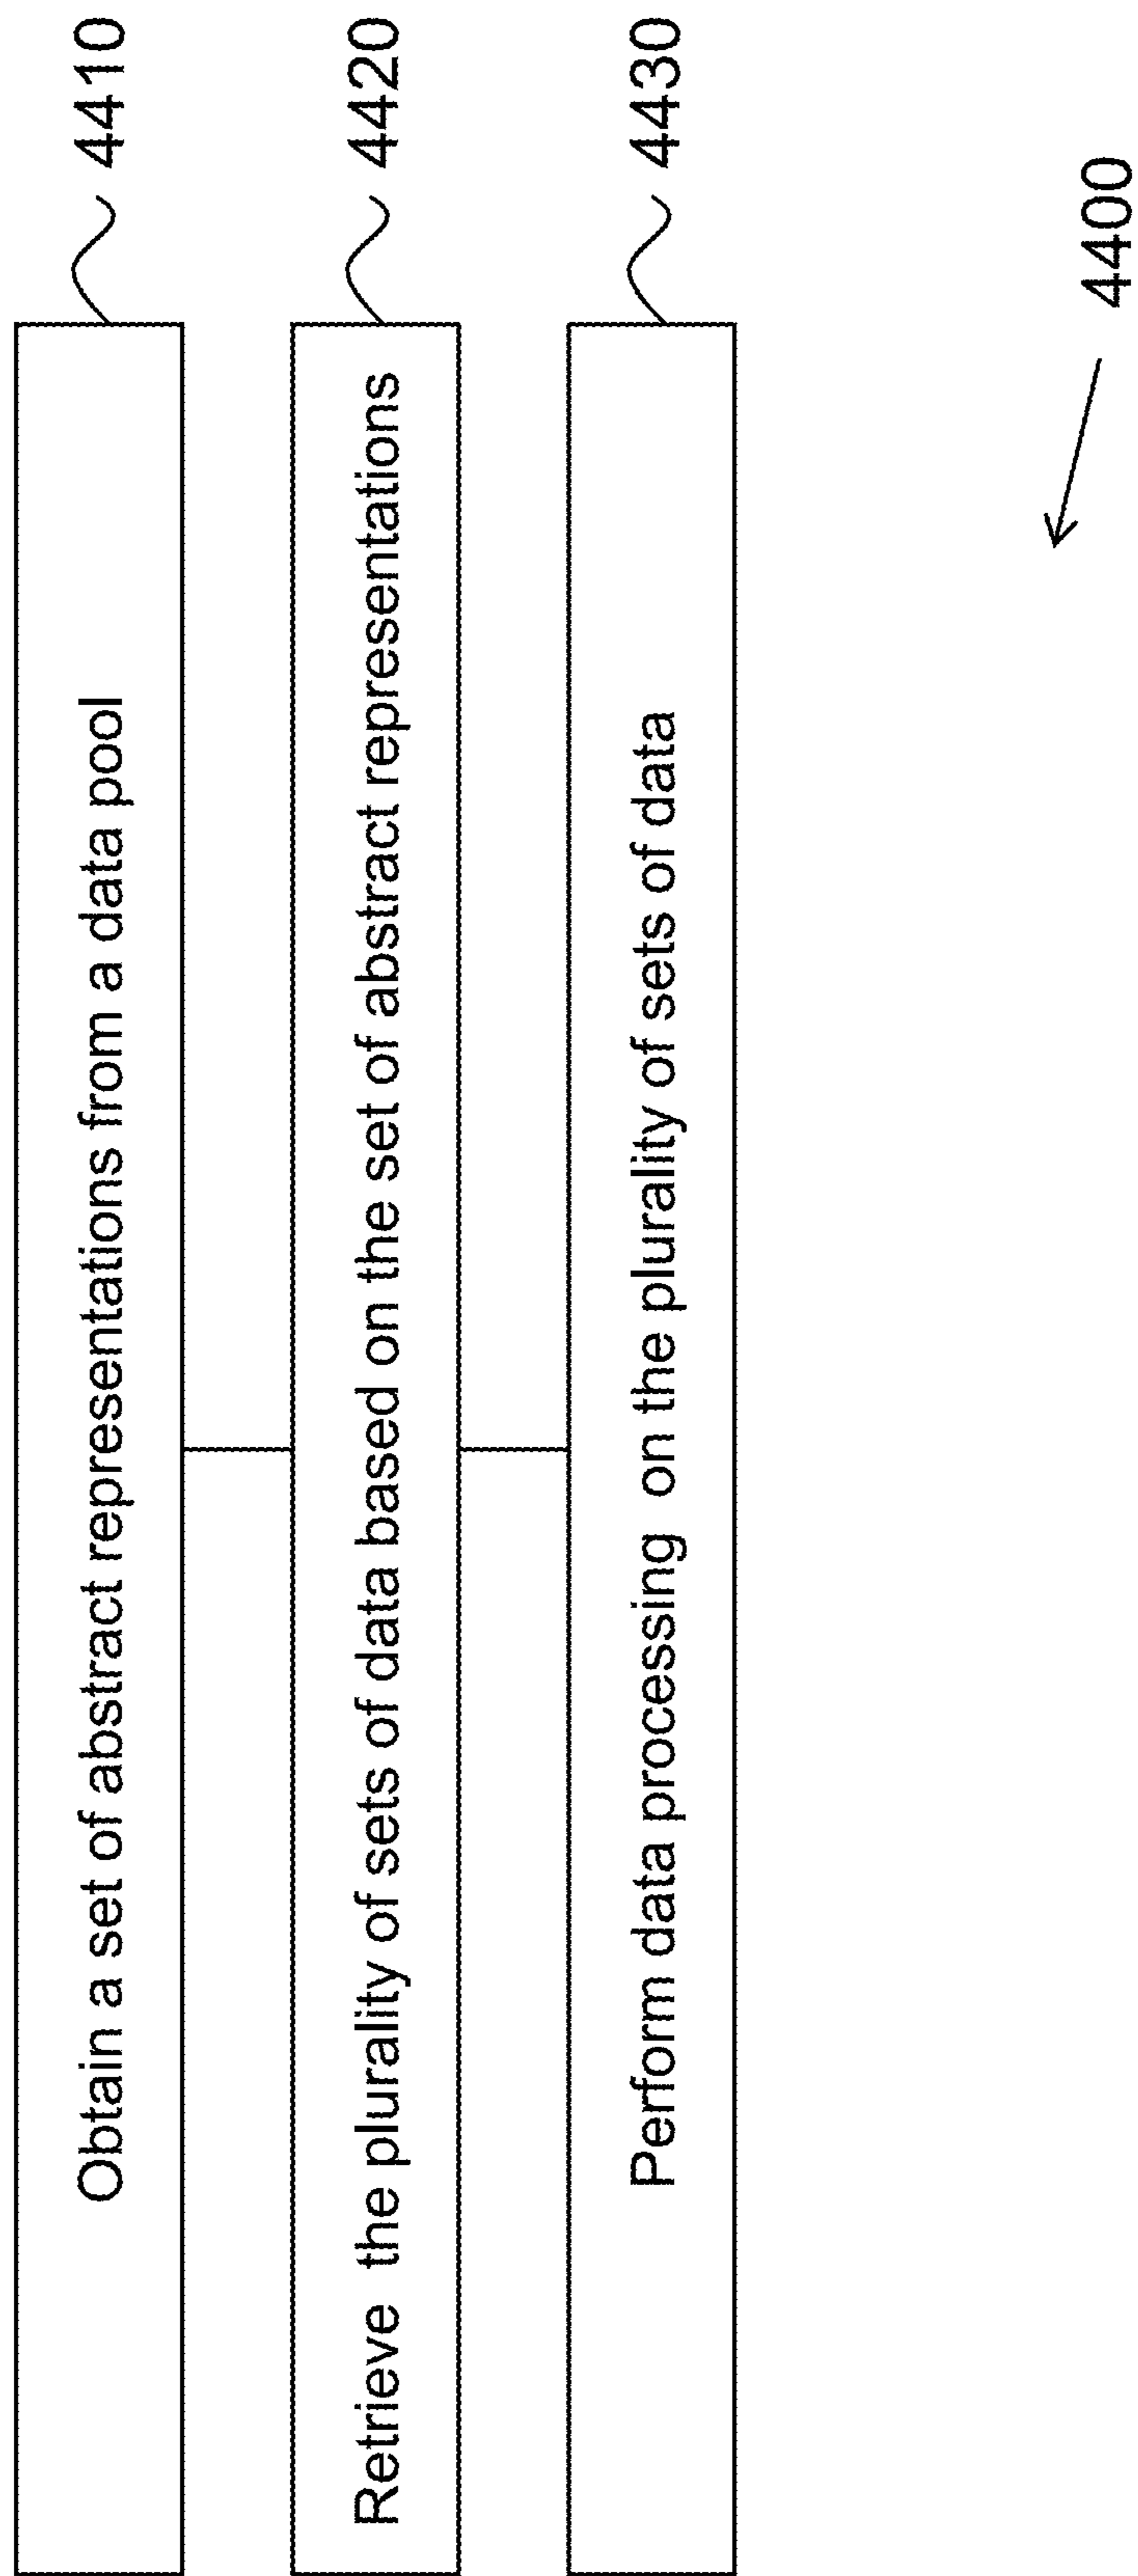 Obtain a set of abstract representations from a data pool
4410
Retrieve the plurality of sets of data based on the set of abstract representations
4420
Perform data processing on the plurality of sets of data
4430
4400